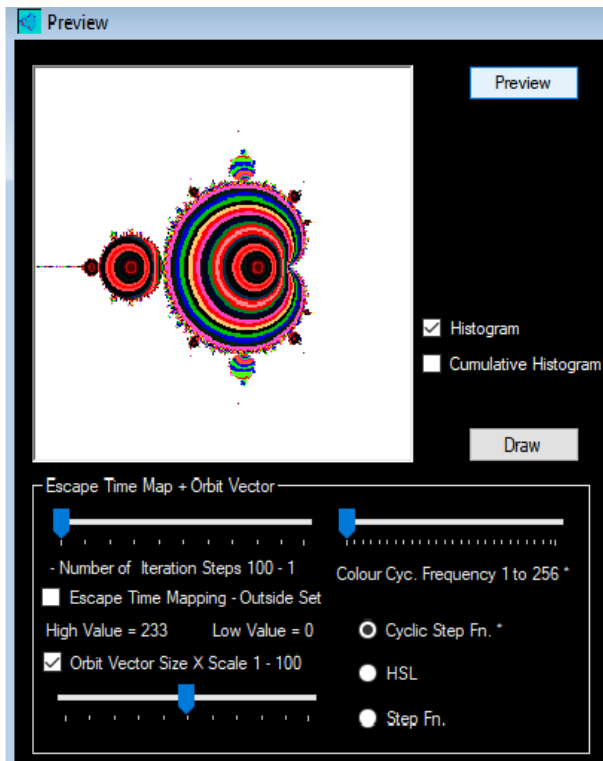 Preview
Preview
Histogram
Cumulative Histogram
Draw
Escape Time Map + Orbit Vector
- Number of Iteration Steps 100 - 1
Colour Cyc. Frequency 1 to 256 *
Escape Time Mapping - Outside Set
High Value = 233 Low Value = 0
Cyclic Step Fn. *
Orbit Vector Size X Scale 1 - 100
HSL
Step Fn.